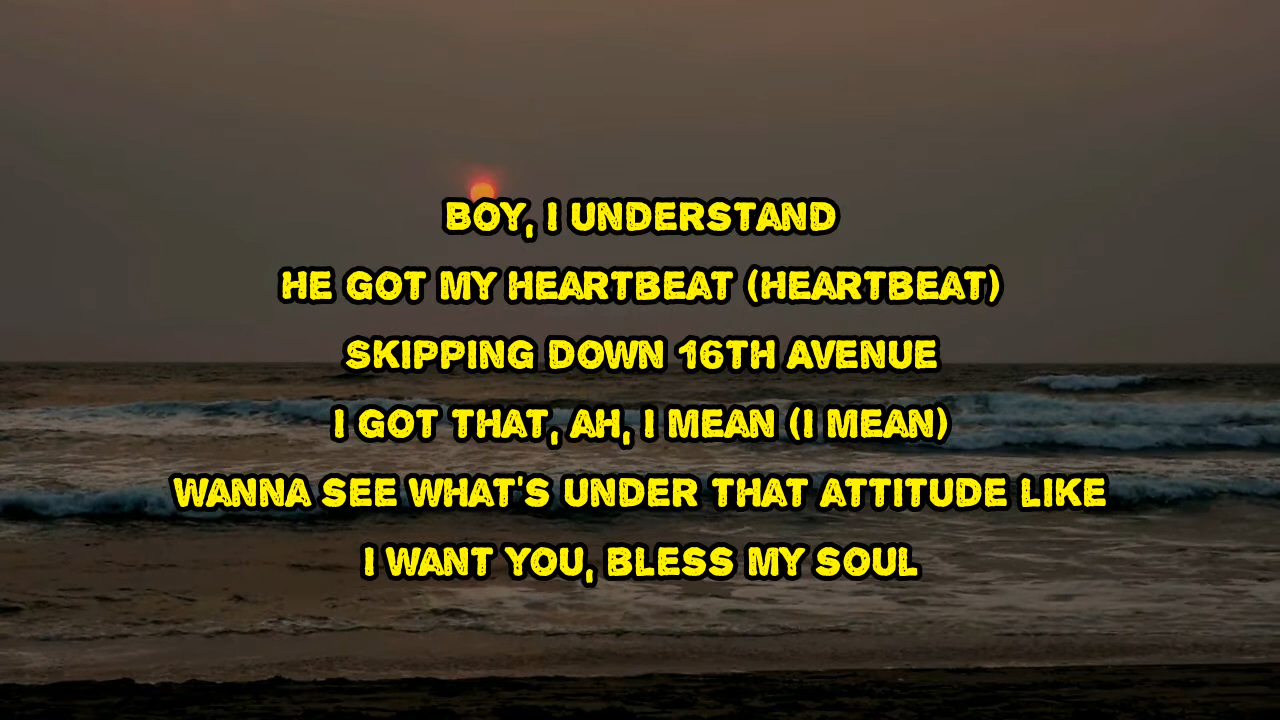 BOY, I UNDERSTAND
HE GOT MY HEARTBEAT (HEARTBEAT)
SKIPPING DOWN 16TH AVENUE
I GOT THAT, AH, I MEAN (I MEAN)
WANNA SEE WHAT'S UNDER THAT ATTITUDE LIKE
I WANT YOU, BLESS MY SOUL